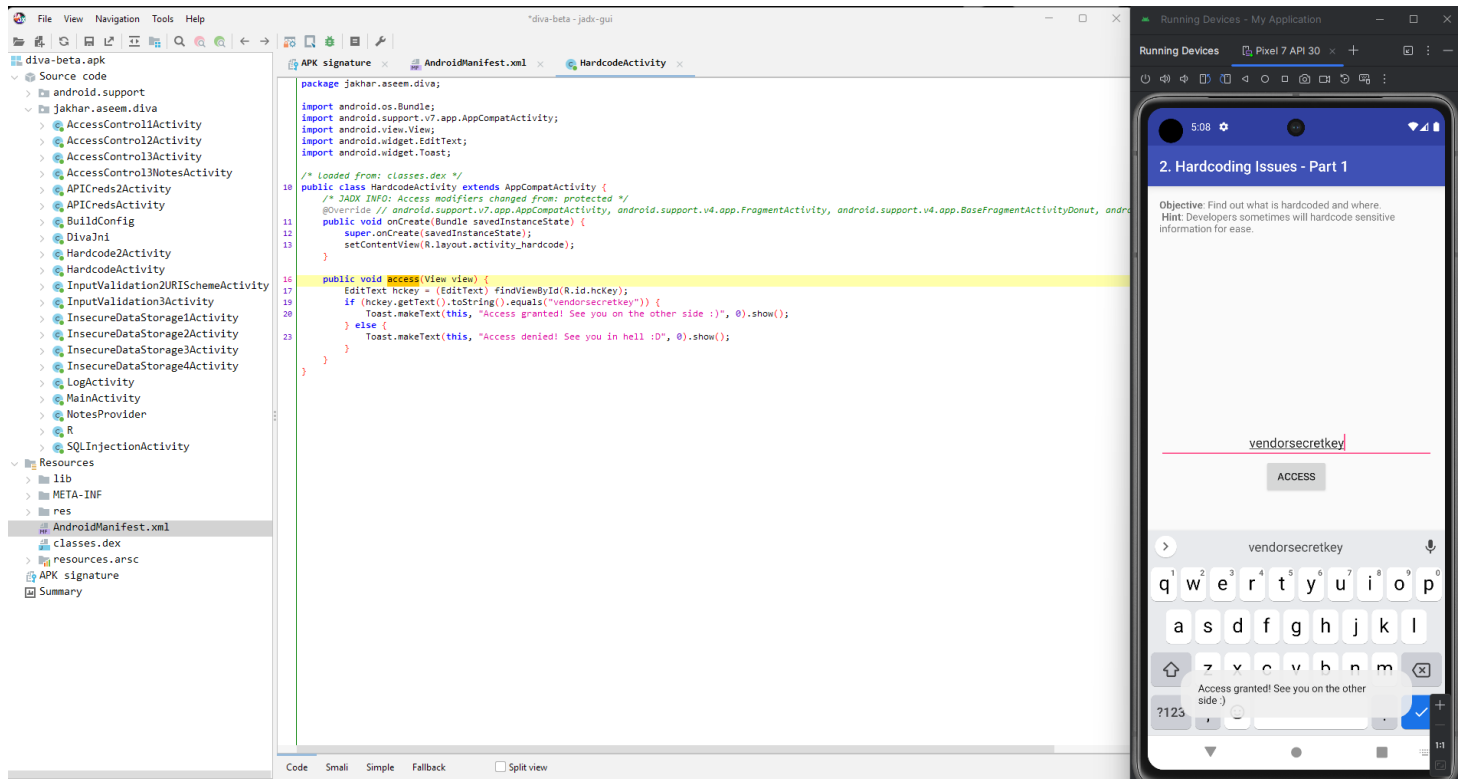 File View Navigation Tools Help
*diva-beta - jadx-gui
diva-beta.apk
Source code
android.support
jakhar.aseem.diva
AccessControl1Activity
AccessControl2Activity
AccessControl3Activity
AccessControl3NotesActivity
APICreds2Activity
APICredsActivity
BuildConfig
DivaJni
Hardcode2Activity
HardcodeActivity
InputValidation2URISchemeActivity
InputValidation3Activity
InsecureDataStorage1Activity
InsecureDataStorage2Activity
InsecureDataStorage3Activity
InsecureDataStorage4Activity
LogActivity
MainActivity
NotesProvider
R
SQLInjectionActivity
Resources
lib
META-INF
res
AndroidManifest.xml
classes.dex
resources.arsc
APK signature
Summary
APK signature AndroidManifest.xml HardcodeActivity
package jakhar.aseem.diva;
import android.os.Bundle;
import android.support.v7.app.AppCompatActivity;
import android.view.View;
import android.widget.EditText;
import android.widget.Toast;
/* loaded from: classes.dex */
10 public class HardcodeActivity extends AppCompatActivity {
/* JADX INFO: Access modifiers changed from: protected */
@Override // android.support.v7.app.AppCompatActivity, android.support.v4.app.FragmentActivity, android.support.v4.app.BaseFragmentActivityDonut, andro
11 public void onCreate(Bundle savedInstanceState) {
12 super.onCreate(savedInstanceState);
13 setContentView(R.layout.activity_hardcode);
}
16 public void access(View view) {
17 EditText hckey = (EditText) findViewById(R.id.hcKey);
19 if (hckey.getText().toString().equals("vendorsecretkey")) {
20 Toast.makeText(this, "Access granted! See you on the other side :)", 0).show();
} else {
23 Toast.makeText(this, "Access denied! See you in hell :D", 0).show();
}
}
}
Code Smali Simple Fallback Split view
Running Devices - My Application
Running Devices Pixel 7 API 30
5:08
2. Hardcoding Issues - Part 1
Objective: Find out what is hardcoded and where.
Hint: Developers sometimes will hardcode sensitive
information for ease.
vendorsecretkey
ACCESS
vendorsecretkey
1 2 3 4 5 6 7 8 9 0
q w e r t y u i o p
a s d f g h j k l
z x c v b n m
Access granted! See you on the other
side :)
?123 , .
1:1